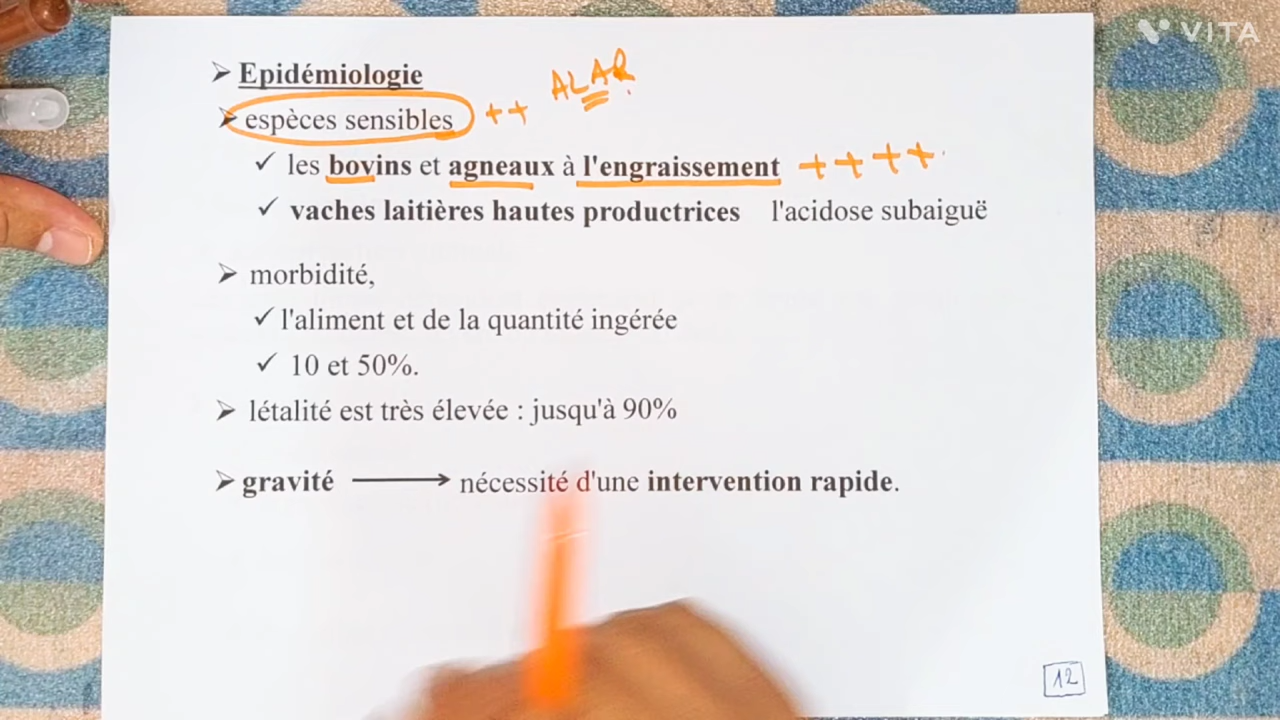 VITA
➤ Epidémiologie
ALAR
➤ espèces sensibles ++
✓ les bovins et agneaux à l'engraissement ++++
✓ vaches laitières hautes productrices l'acidose subaiguë
➤ morbidité,
✓ l'aliment et de la quantité ingérée
✓ 10 et 50%.
➤ létalité est très élevée : jusqu'à 90%
➤ gravité ⟶ nécessité d'une intervention rapide.
12